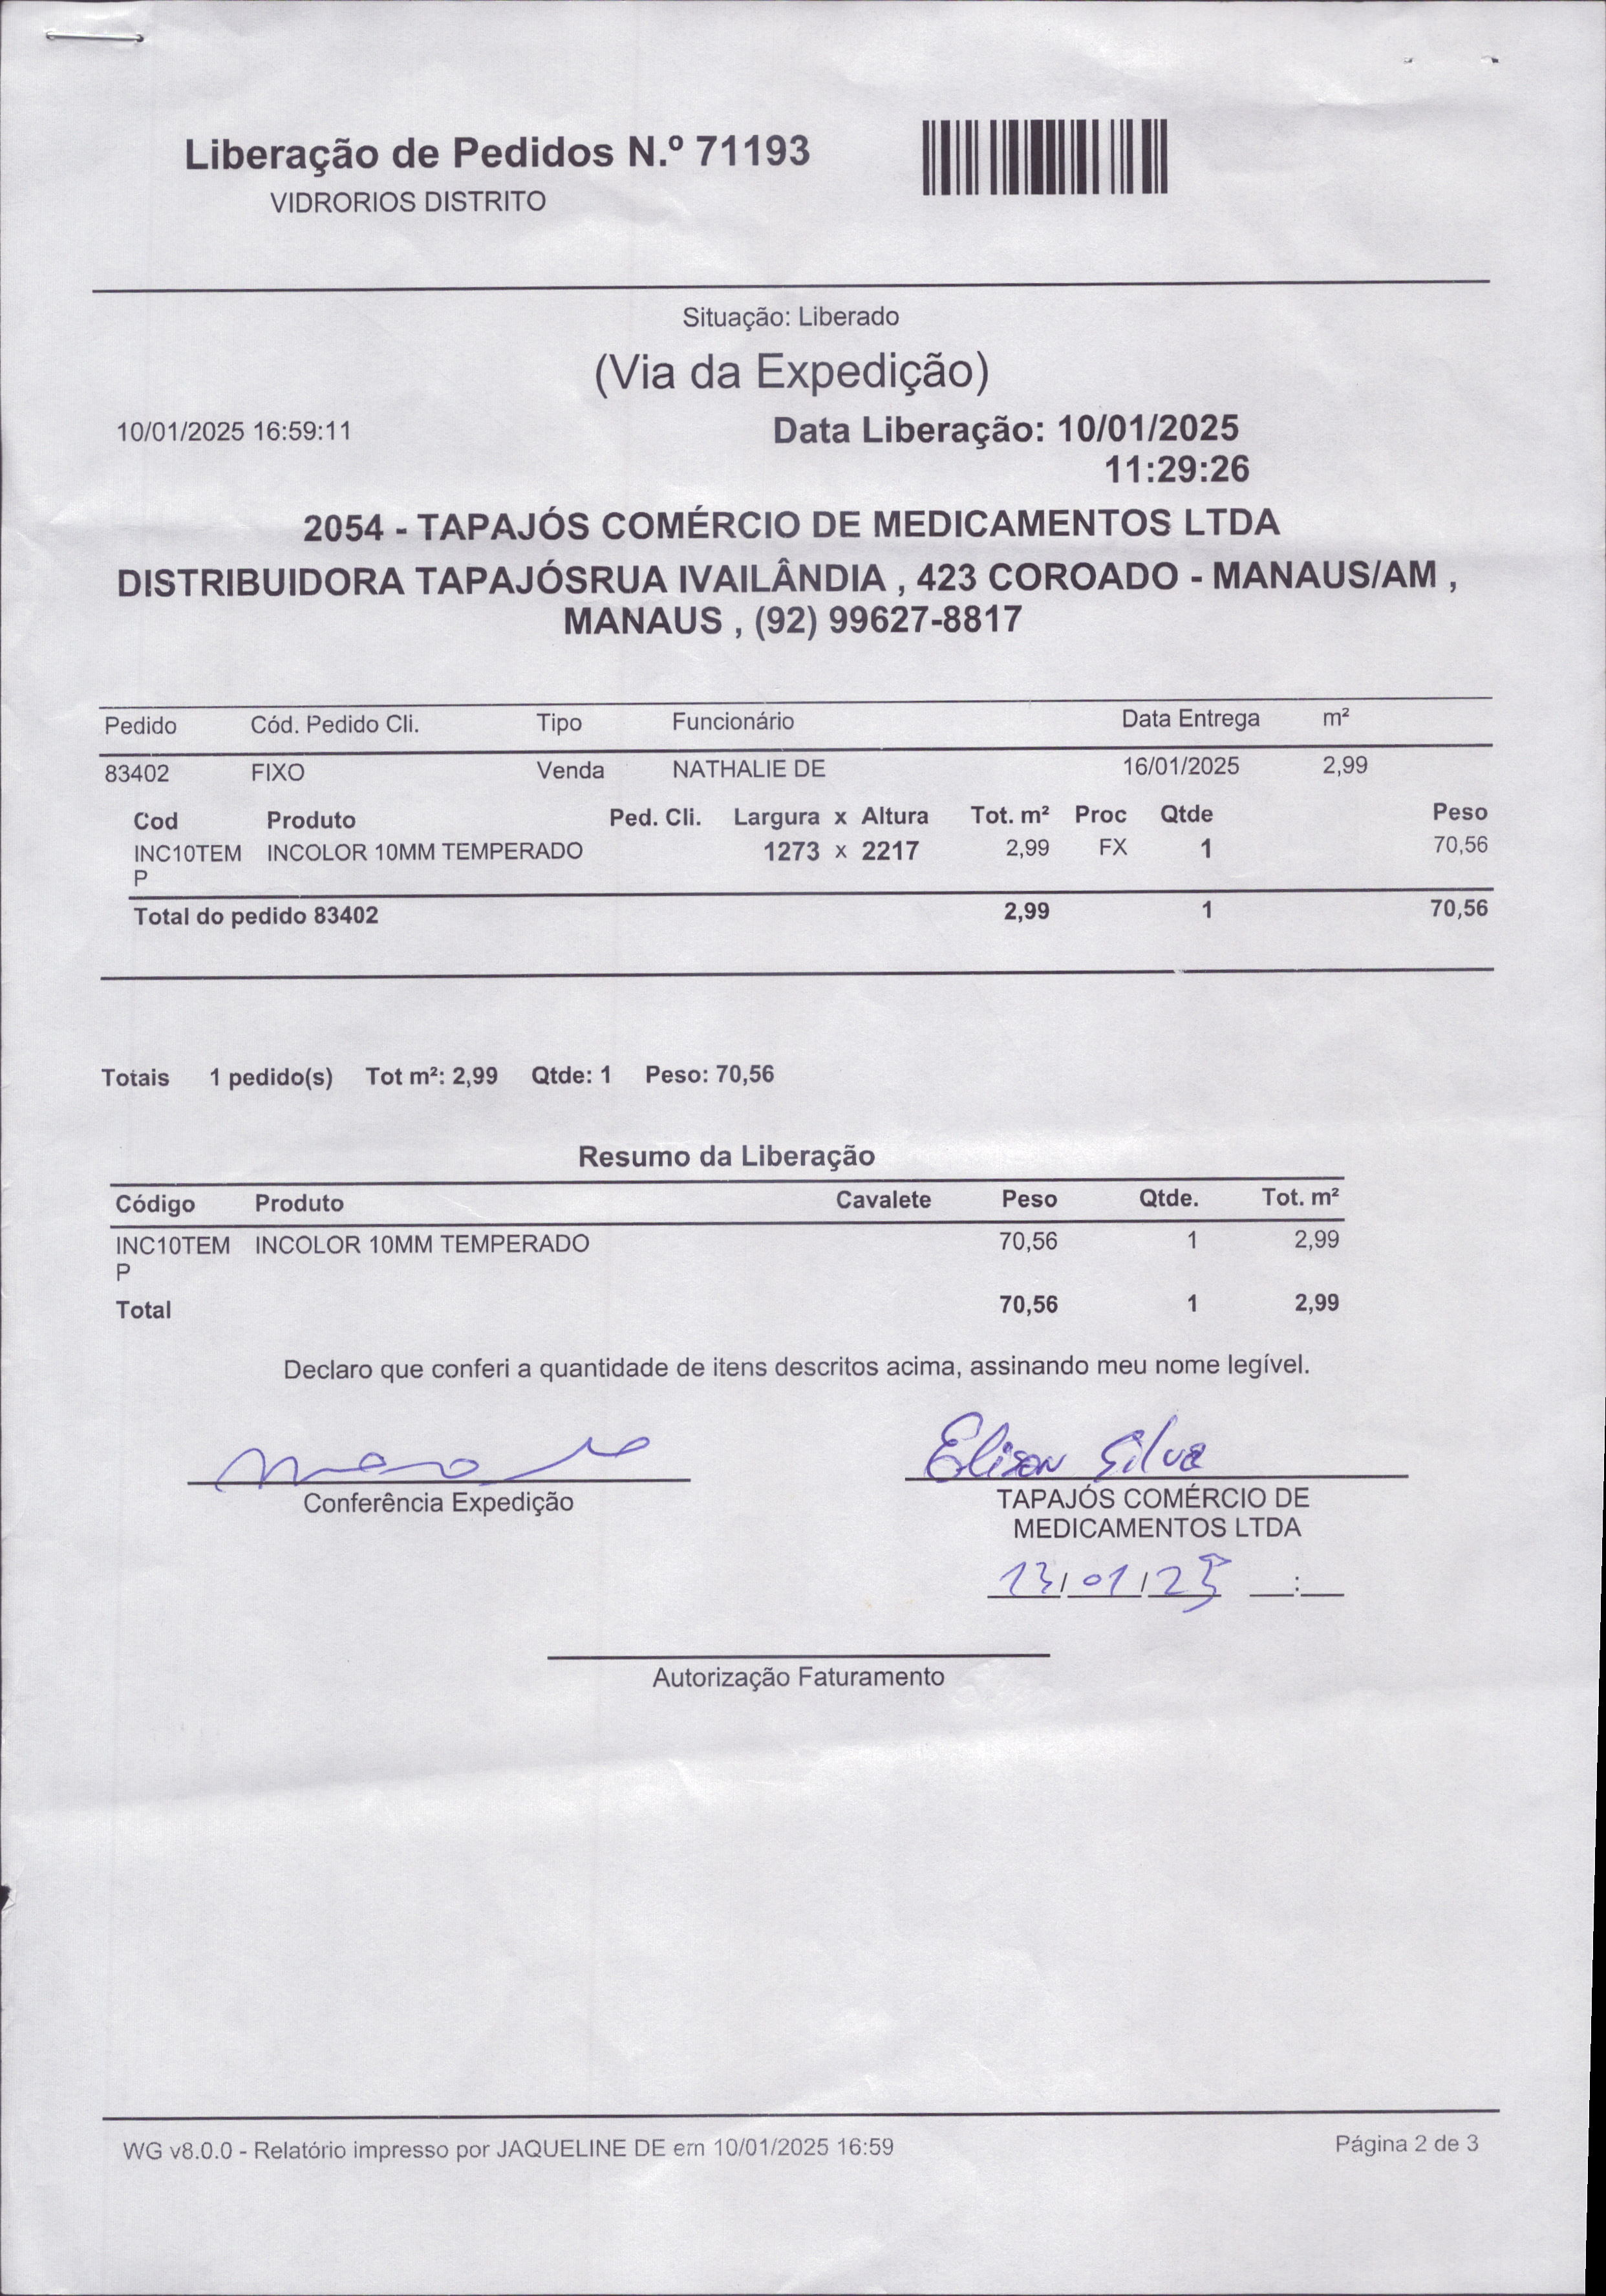 Liberação de Pedidos N.º 71193
VIDRORIOS DISTRITO
Situação: Liberado
(Via da Expedição)
10/01/2025 16:59:11 Data Liberação: 10/01/2025
11:29:26
2054 - TAPAJÓS COMÉRCIO DE MEDICAMENTOS LTDA
DISTRIBUIDORA TAPAJÓSRUA IVAILÂNDIA , 423 COROADO - MANAUS/AM ,
MANAUS , (92) 99627-8817
Pedido Cód. Pedido Cli. Tipo Funcionário Data Entrega m²
83402 FIXO Venda NATHALIE DE 16/01/2025 2,99
Cod Produto Ped. Cli. Largura x Altura Tot. m² Proc Qtde Peso
INC10TEM INCOLOR 10MM TEMPERADO 1273 x 2217 2,99 FX 1 70,56
P
Total do pedido 83402 2,99 1 70,56
Totais 1 pedido(s) Tot m²: 2,99 Qtde: 1 Peso: 70,56
Resumo da Liberação
Código Produto Cavalete Peso Qtde. Tot. m²
INC10TEM INCOLOR 10MM TEMPERADO 70,56 1 2,99
P
Total 70,56 1 2,99
Declaro que conferi a quantidade de itens descritos acima, assinando meu nome legível.
Elison Silva
Conferência Expedição TAPAJÓS COMÉRCIO DE
MEDICAMENTOS LTDA
13/01/25 __:__
Autorização Faturamento
WG v8.0.0 - Relatório impresso por JAQUELINE DE em 10/01/2025 16:59 Página 2 de 3